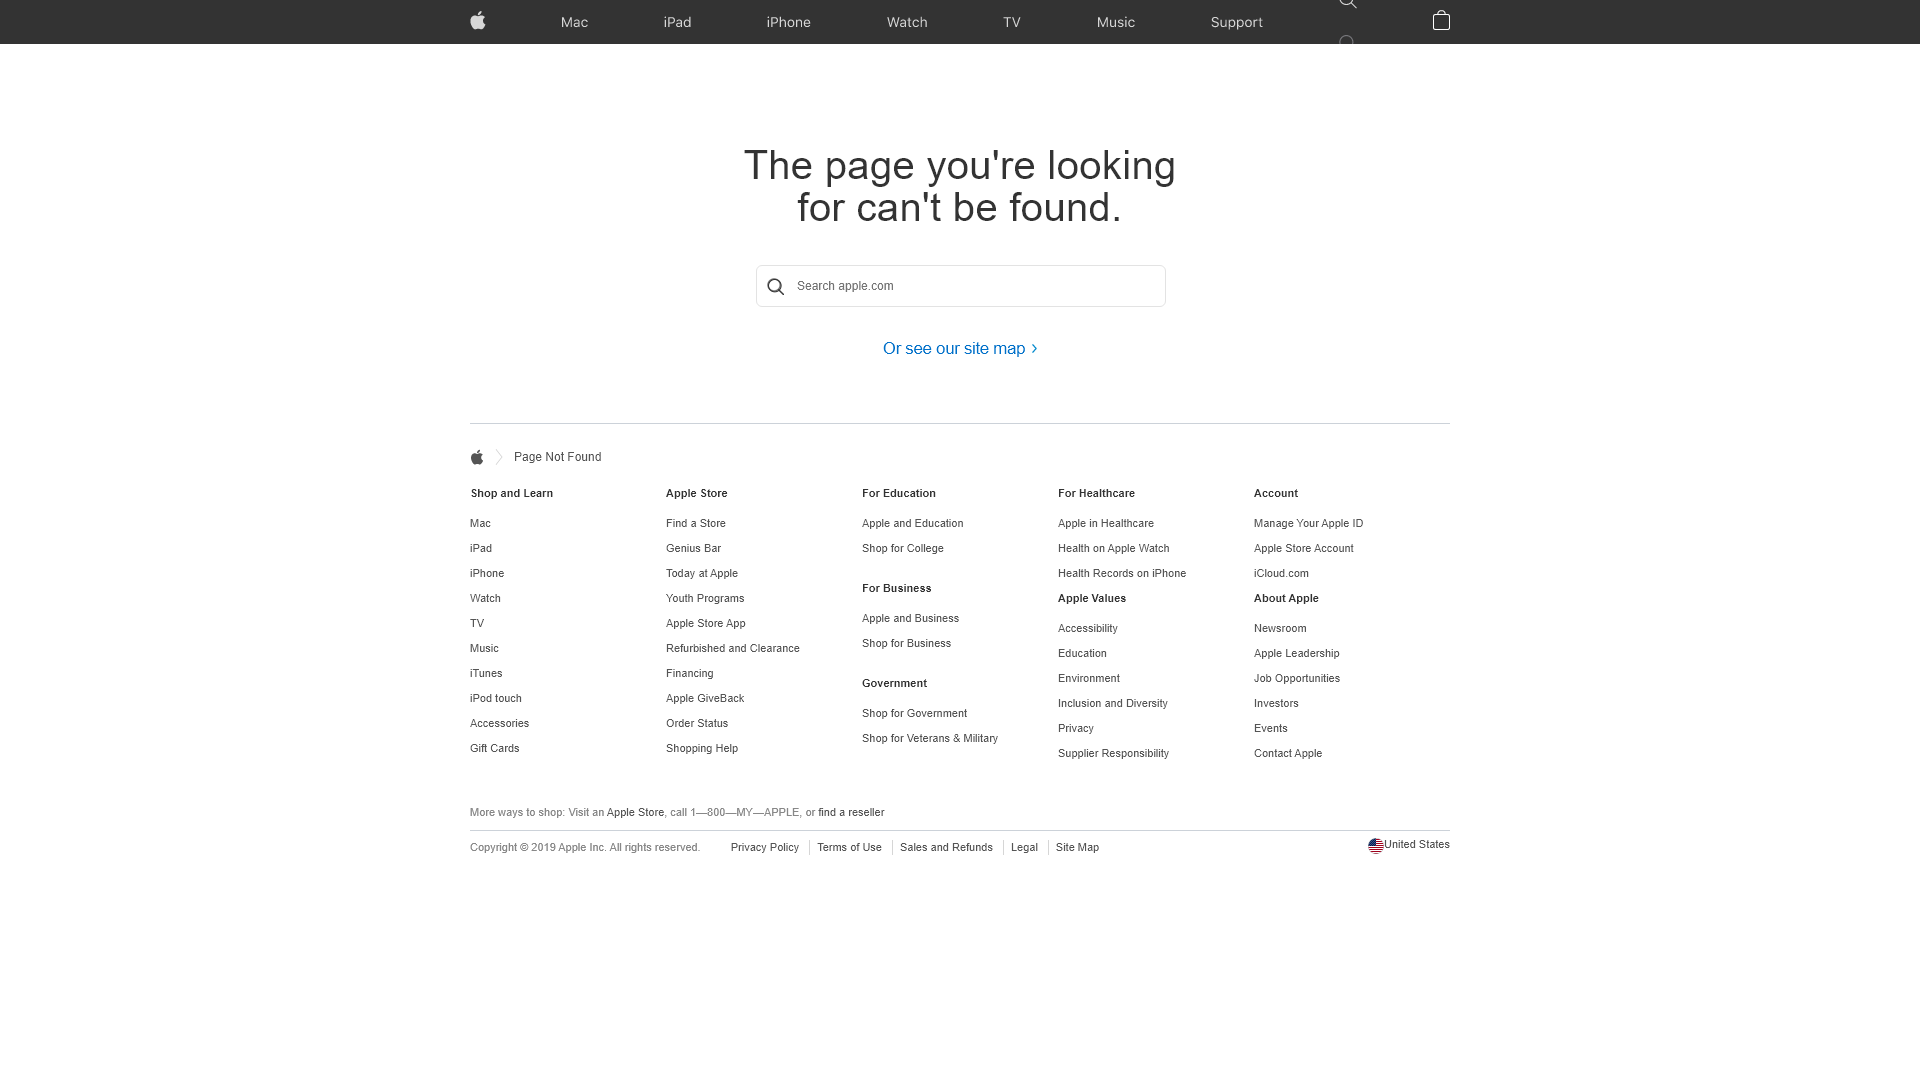 Mac iPad iPhone Watch TV Music Support
The page you're looking
for can't be found.
Search apple.com
Or see our site map
Page Not Found
Shop and Learn
Mac
iPad
iPhone
Watch
TV
Music
iTunes
iPod touch
Accessories
Gift Cards
Apple Store
Find a Store
Genius Bar
Today at Apple
Youth Programs
Apple Store App
Refurbished and Clearance
Financing
Apple GiveBack
Order Status
Shopping Help
For Education
Apple and Education
Shop for College
For Business
Apple and Business
Shop for Business
Government
Shop for Government
Shop for Veterans & Military
For Healthcare
Apple in Healthcare
Health on Apple Watch
Health Records on iPhone
Apple Values
Accessibility
Education
Environment
Inclusion and Diversity
Privacy
Supplier Responsibility
Account
Manage Your Apple ID
Apple Store Account
iCloud.com
About Apple
Newsroom
Apple Leadership
Job Opportunities
Investors
Events
Contact Apple
More ways to shop: Visit an Apple Store, call 1—800—MY—APPLE, or find a reseller
Copyright © 2019 Apple Inc. All rights reserved. Privacy Policy Terms of Use Sales and Refunds Legal Site Map United States